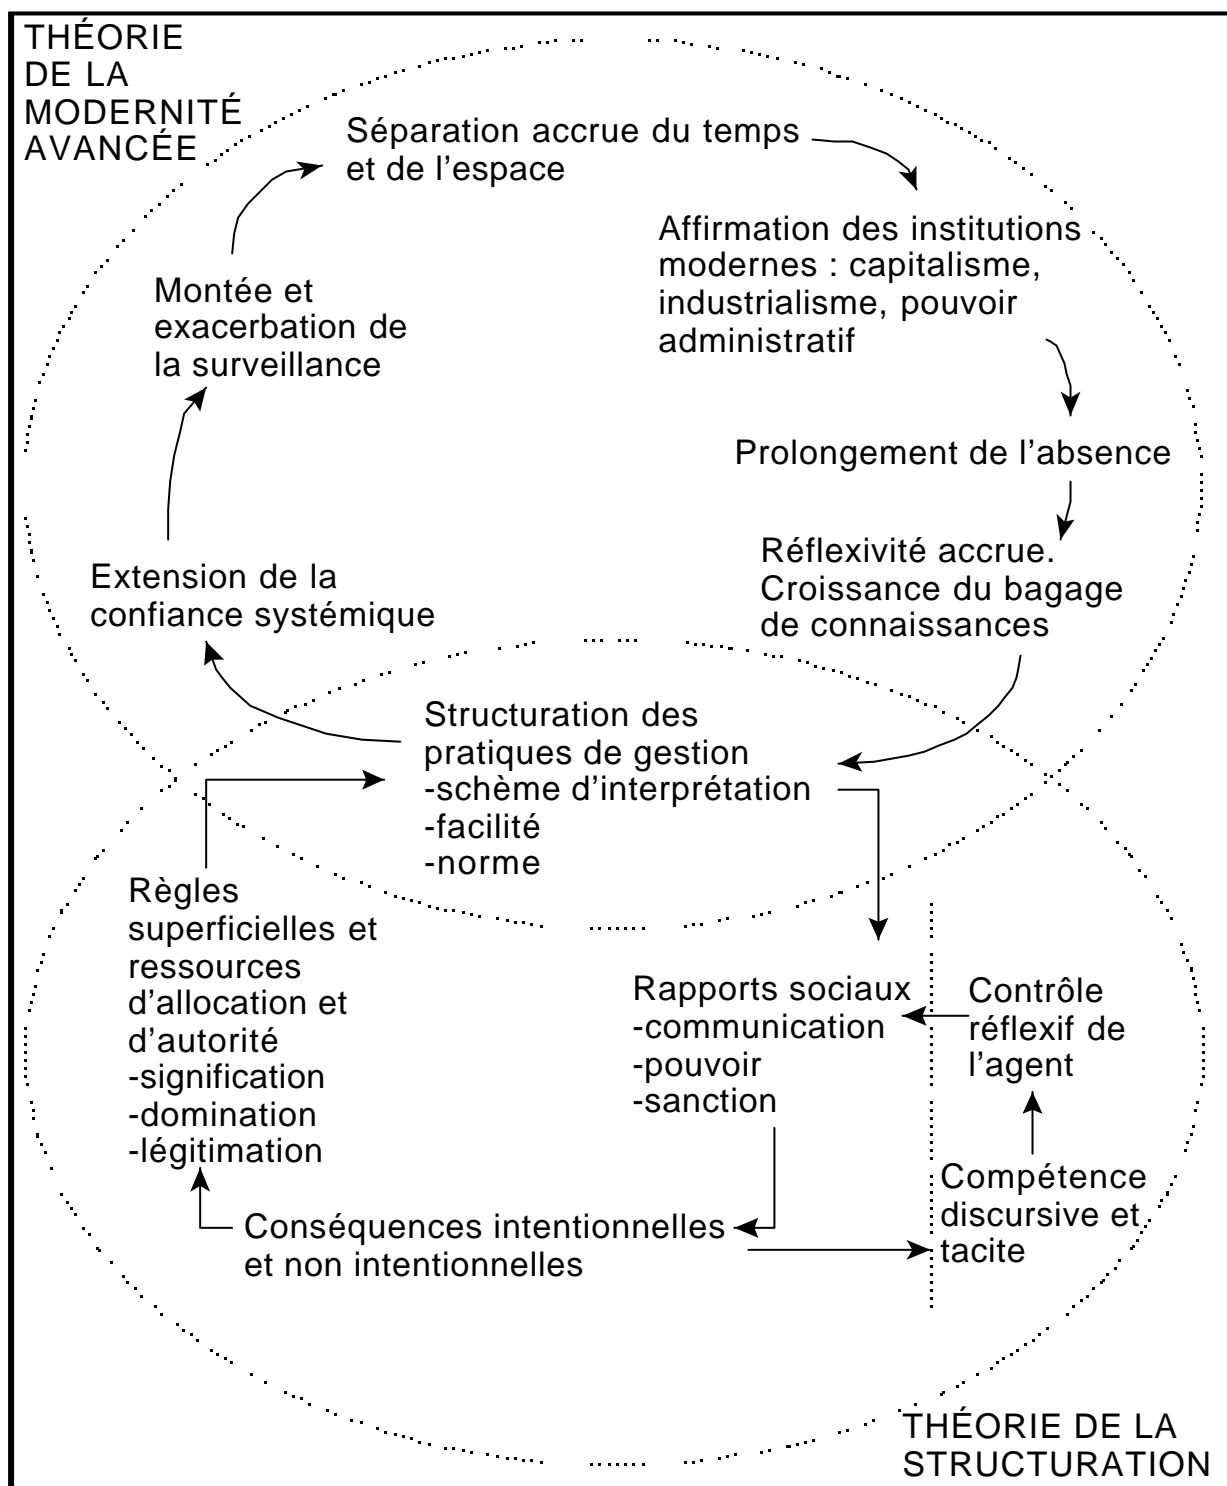 THÉORIE
DE LA
MODERNITÉ
AVANCÉE
Séparation accrue du temps
et de l’espace
Affirmation des institutions
modernes : capitalisme,
industrialisme, pouvoir
administratif
Montée et
exacerbation de
la surveillance
Prolongement de l’absence
Réflexivité accrue.
Croissance du bagage
de connaissances
Extension de la
confiance systémique
Structuration des
pratiques de gestion
-schème d’interprétation
-facilité
-norme
Règles
superficielles et
ressources
d’allocation et
d’autorité
-signification
-domination
-légitimation
Rapports sociaux
-communication
-pouvoir
-sanction
Contrôle
réflexif de
l’agent
Compétence
discursive et
tacite
Conséquences intentionnelles
et non intentionnelles
THÉORIE DE LA
STRUCTURATION